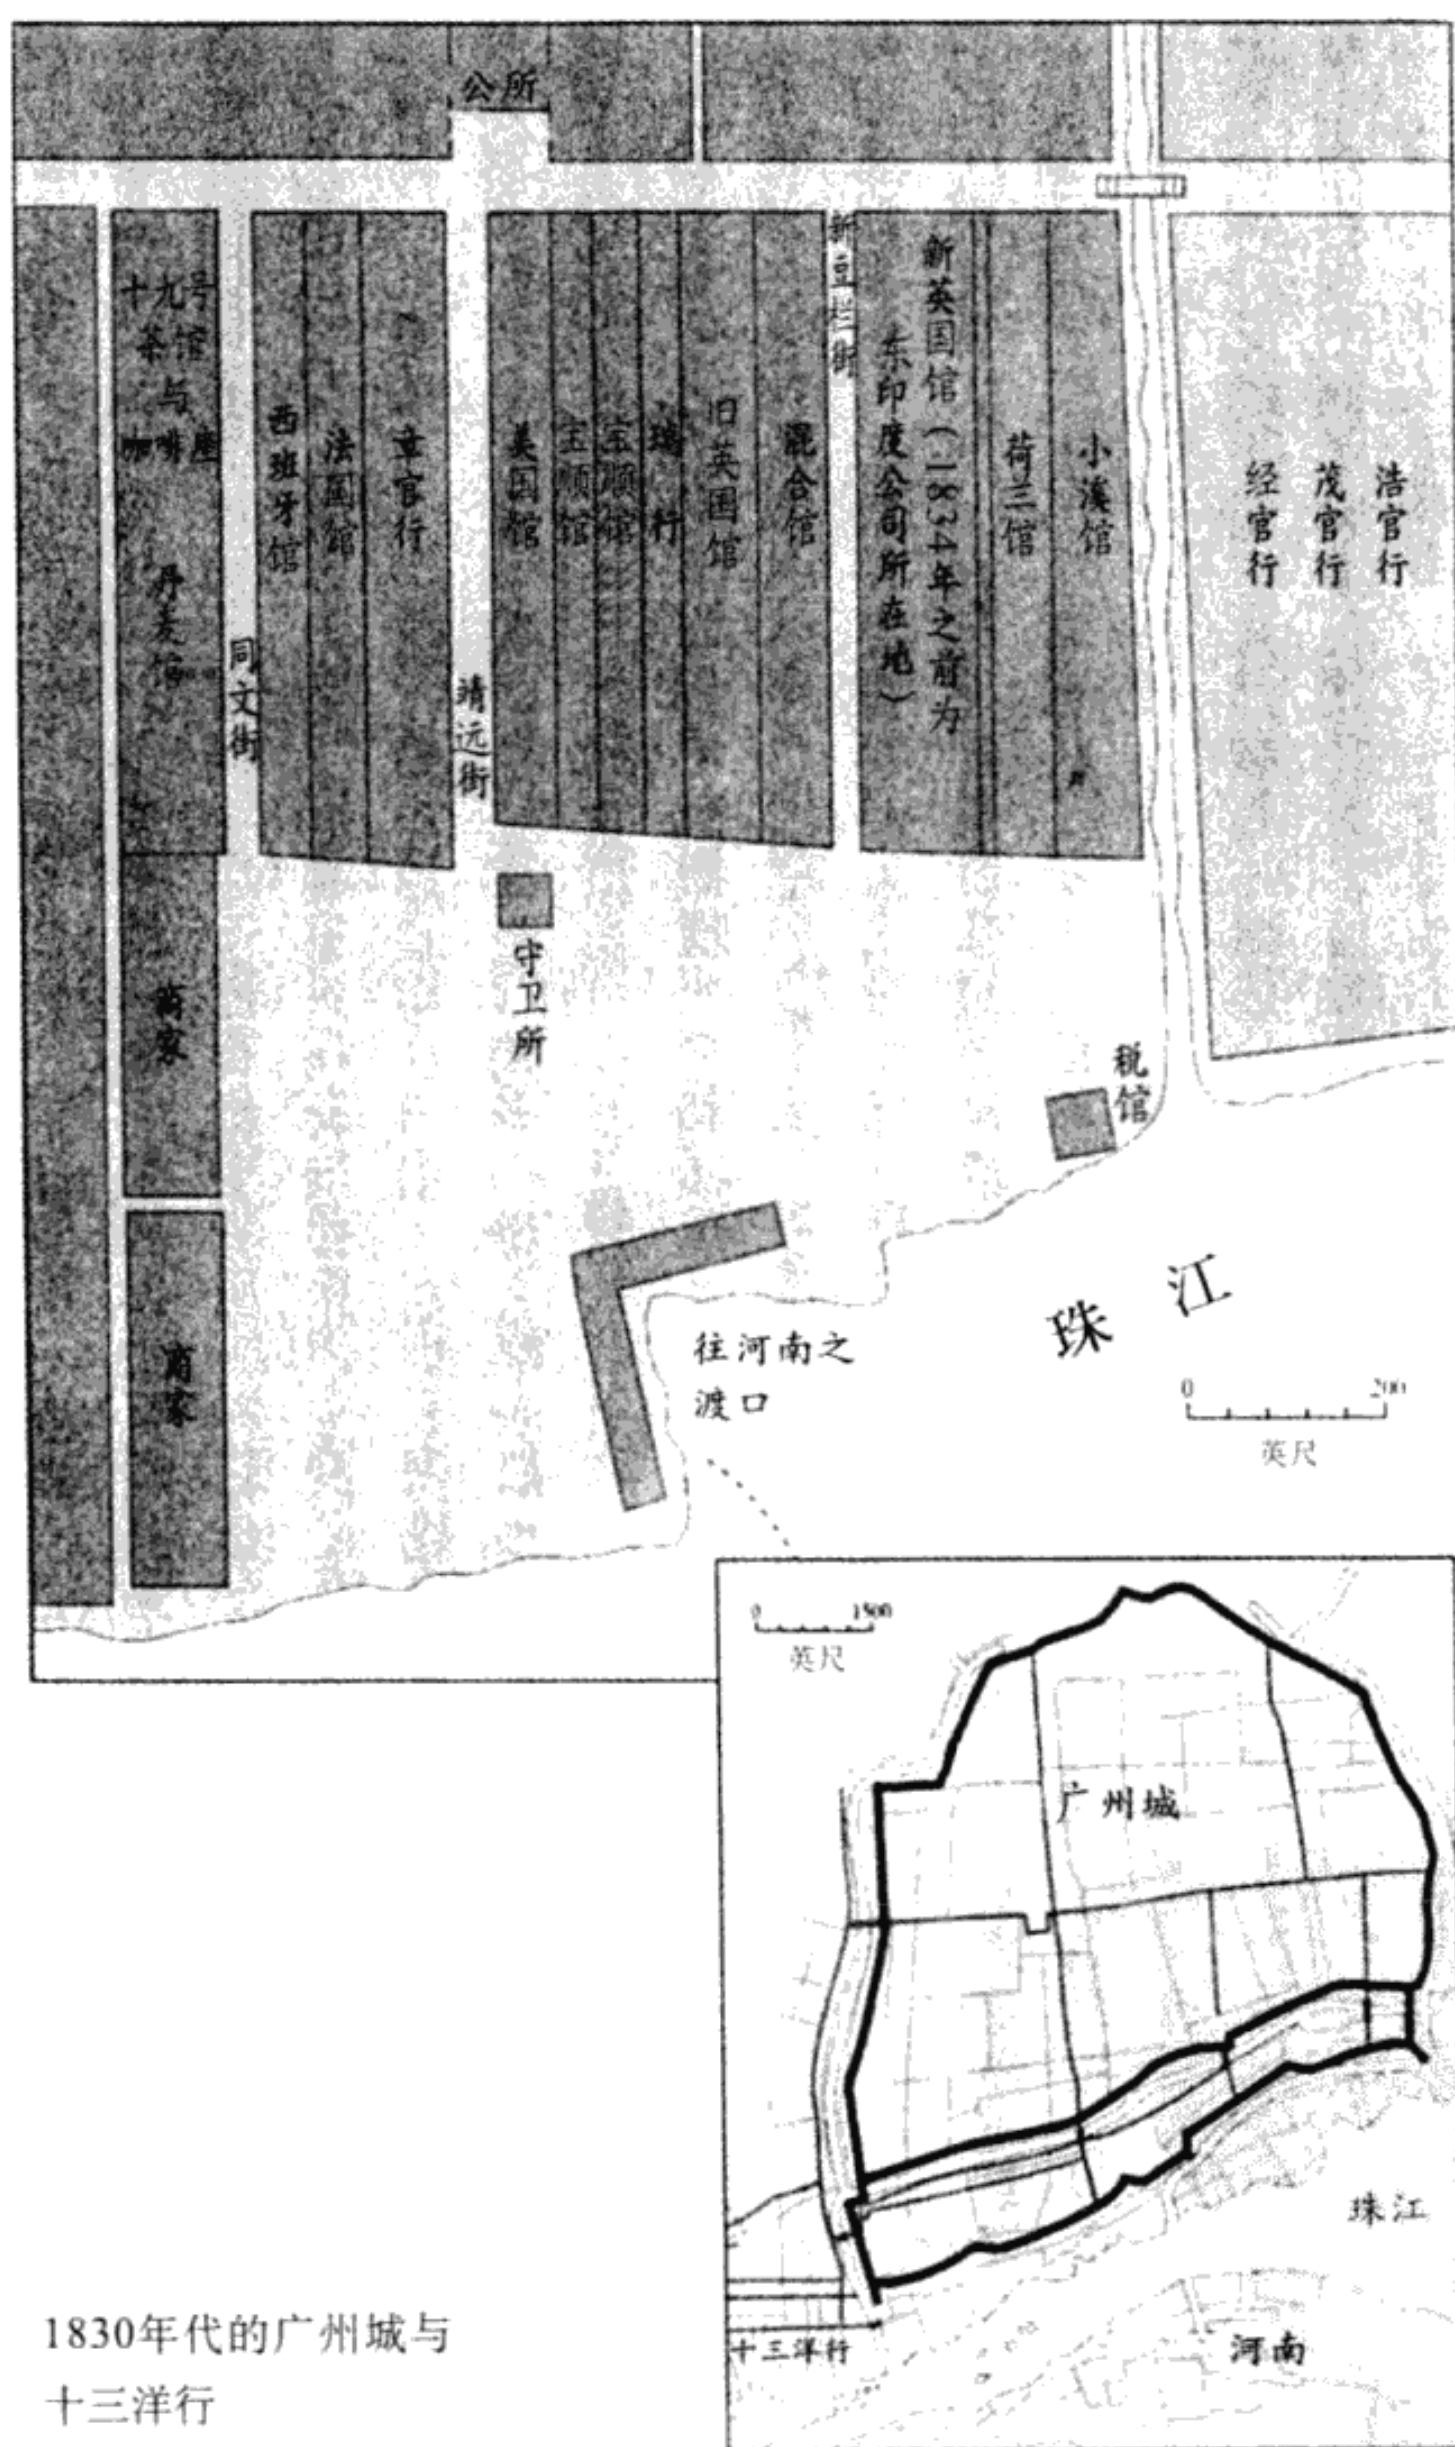 公所
十九号
茶馆
与
咖啡座
丹麦馆
同文街
西班牙馆
法国馆
章官行
靖远街
美国馆
宝顺馆
宝顺馆
瑞行
旧英国馆
混合馆
新豆栏街
新英国馆（1834年之前为
东印度公司所在地）
荷兰馆
小溪馆
经官行
茂官行
浩官行
商家
商家
守卫所
税馆
往河南之
渡口
珠江
0 200
英尺
0 1500
英尺
广州城
珠江
十三洋行
河南
1830年代的广州城与
十三洋行